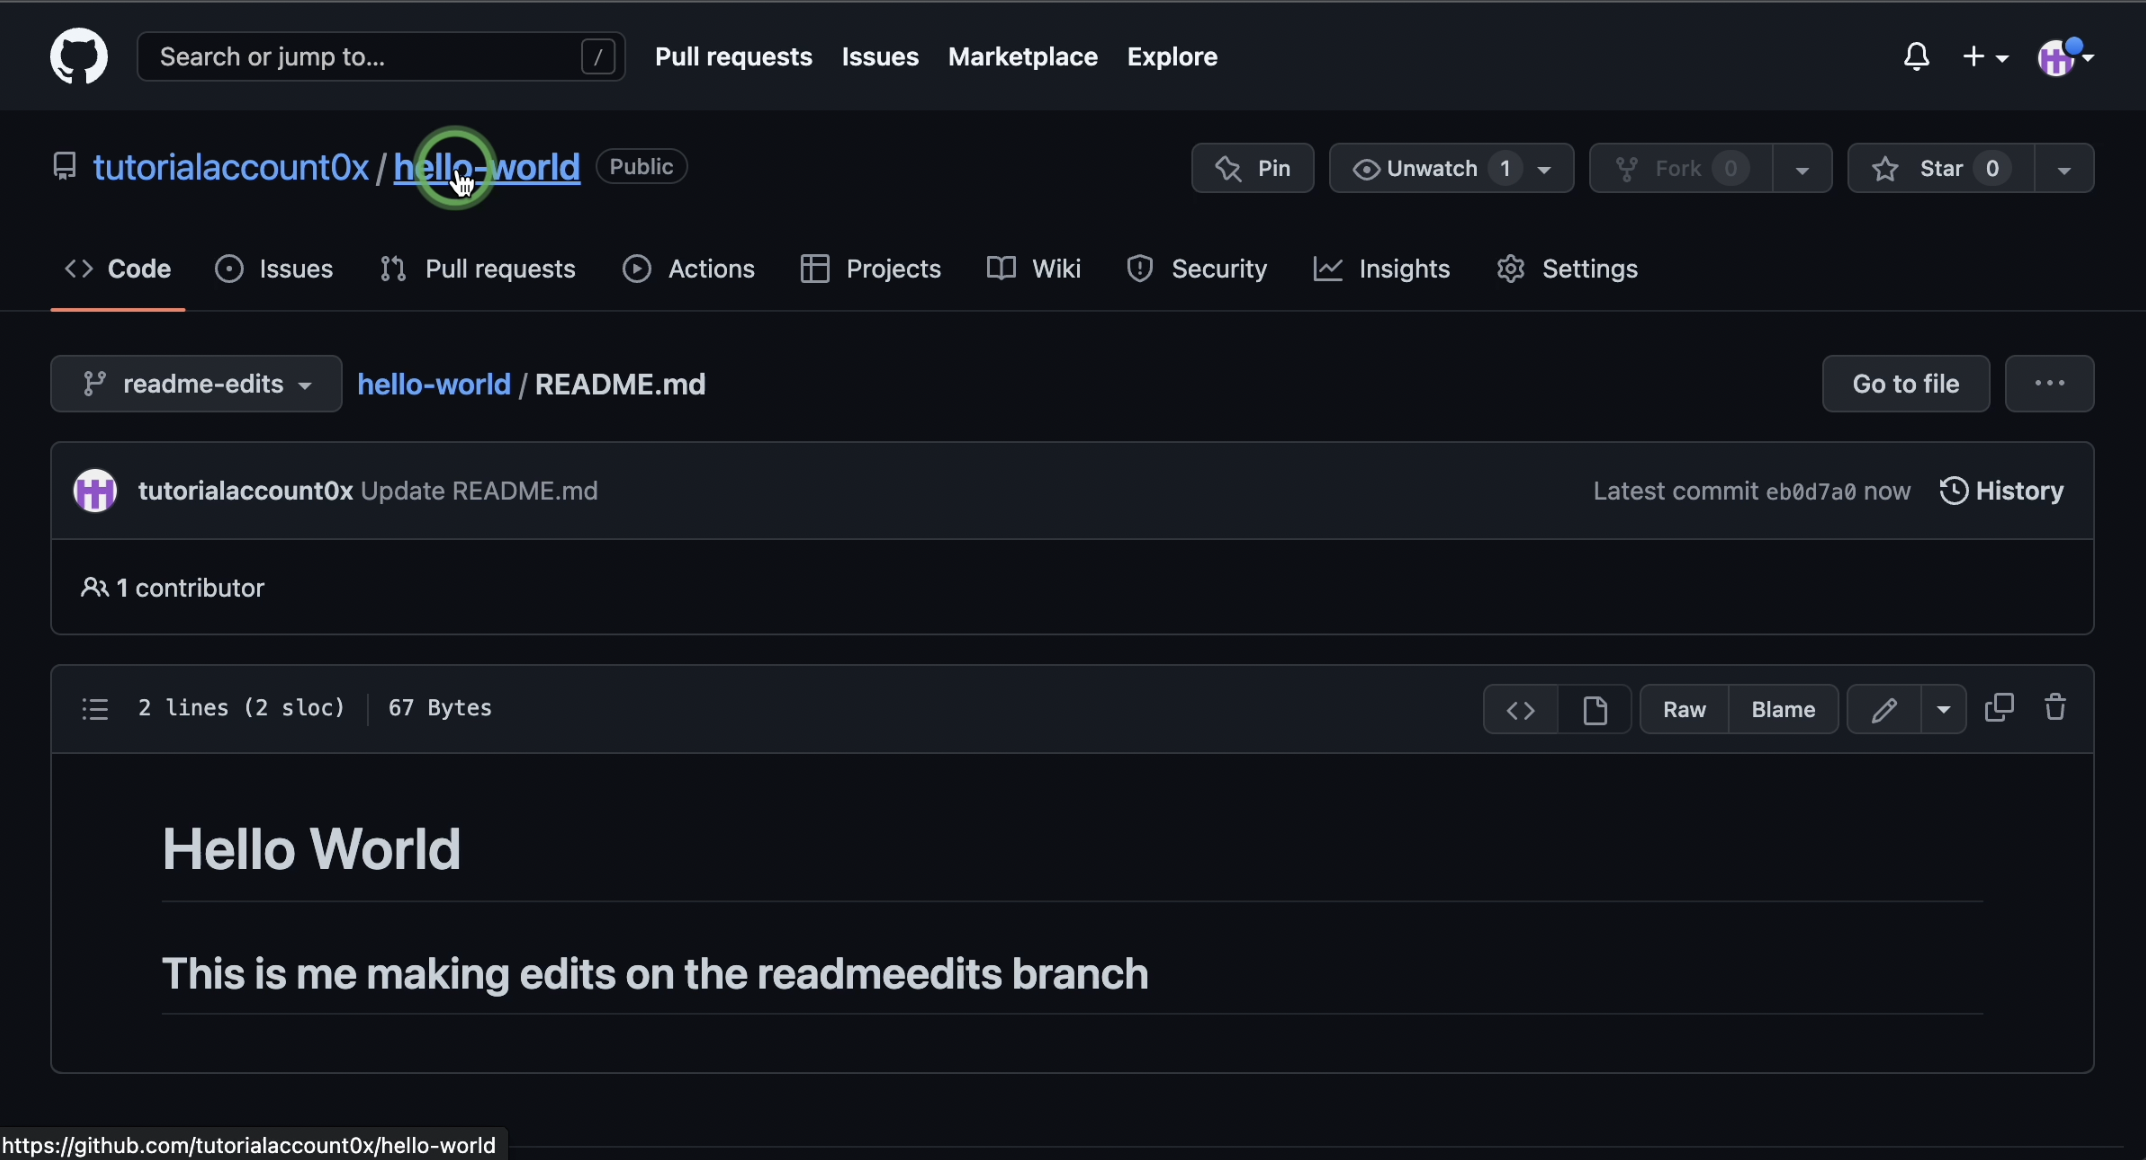 Search or jump to... / Pull requests Issues Marketplace Explore
tutorialaccount0x / hello-world Public Pin Unwatch 1 Fork 0 Star 0
Code Issues Pull requests Actions Projects Wiki Security Insights Settings
readme-edits hello-world / README.md Go to file ...
tutorialaccount0x Update README.md Latest commit eb0d7a0 now History
1 contributor
2 lines (2 sloc) 67 Bytes Raw Blame
Hello World
This is me making edits on the readmeedits branch
https://github.com/tutorialaccount0x/hello-world